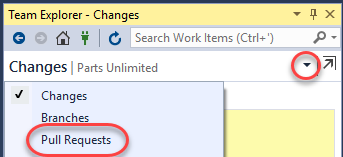 Team Explorer - Changes
Search Work Items (Ctrl+')
Changes | Parts Unlimited
✓ Changes
Branches
Pull Requests